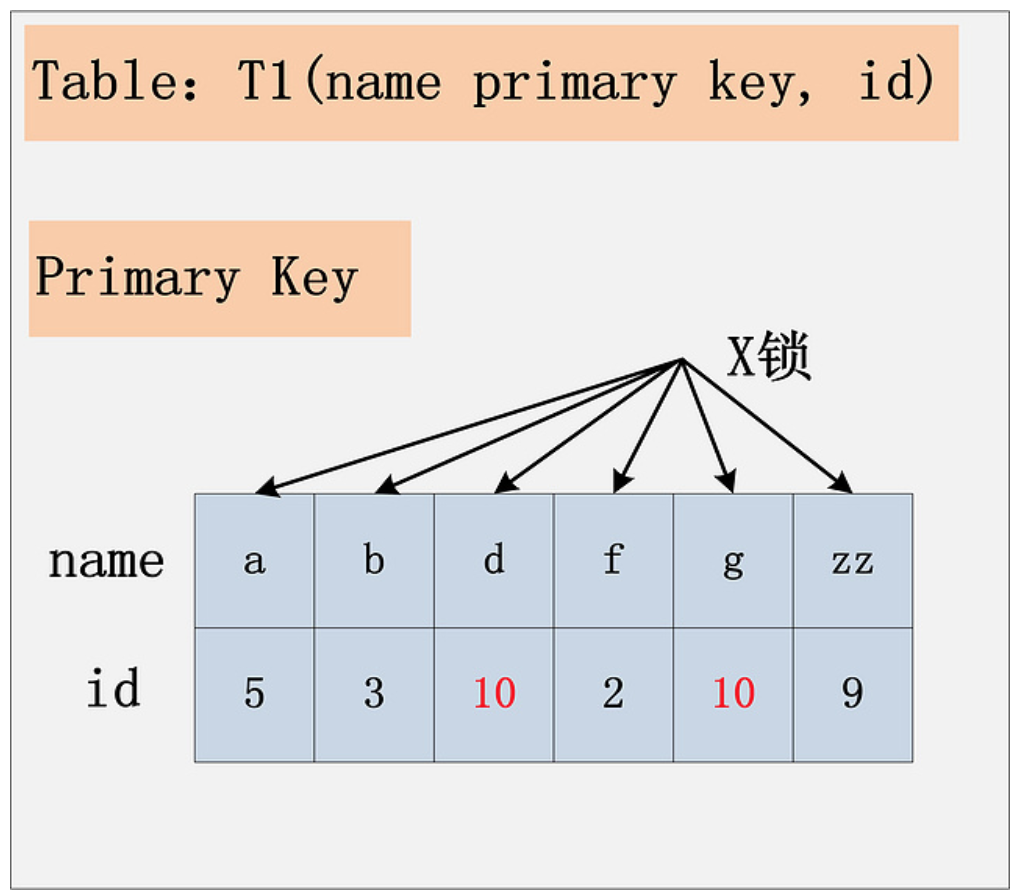 Table：T1(name primary key, id)
Primary Key
X锁
name a b d f g zz
id 5 3 10 2 10 9